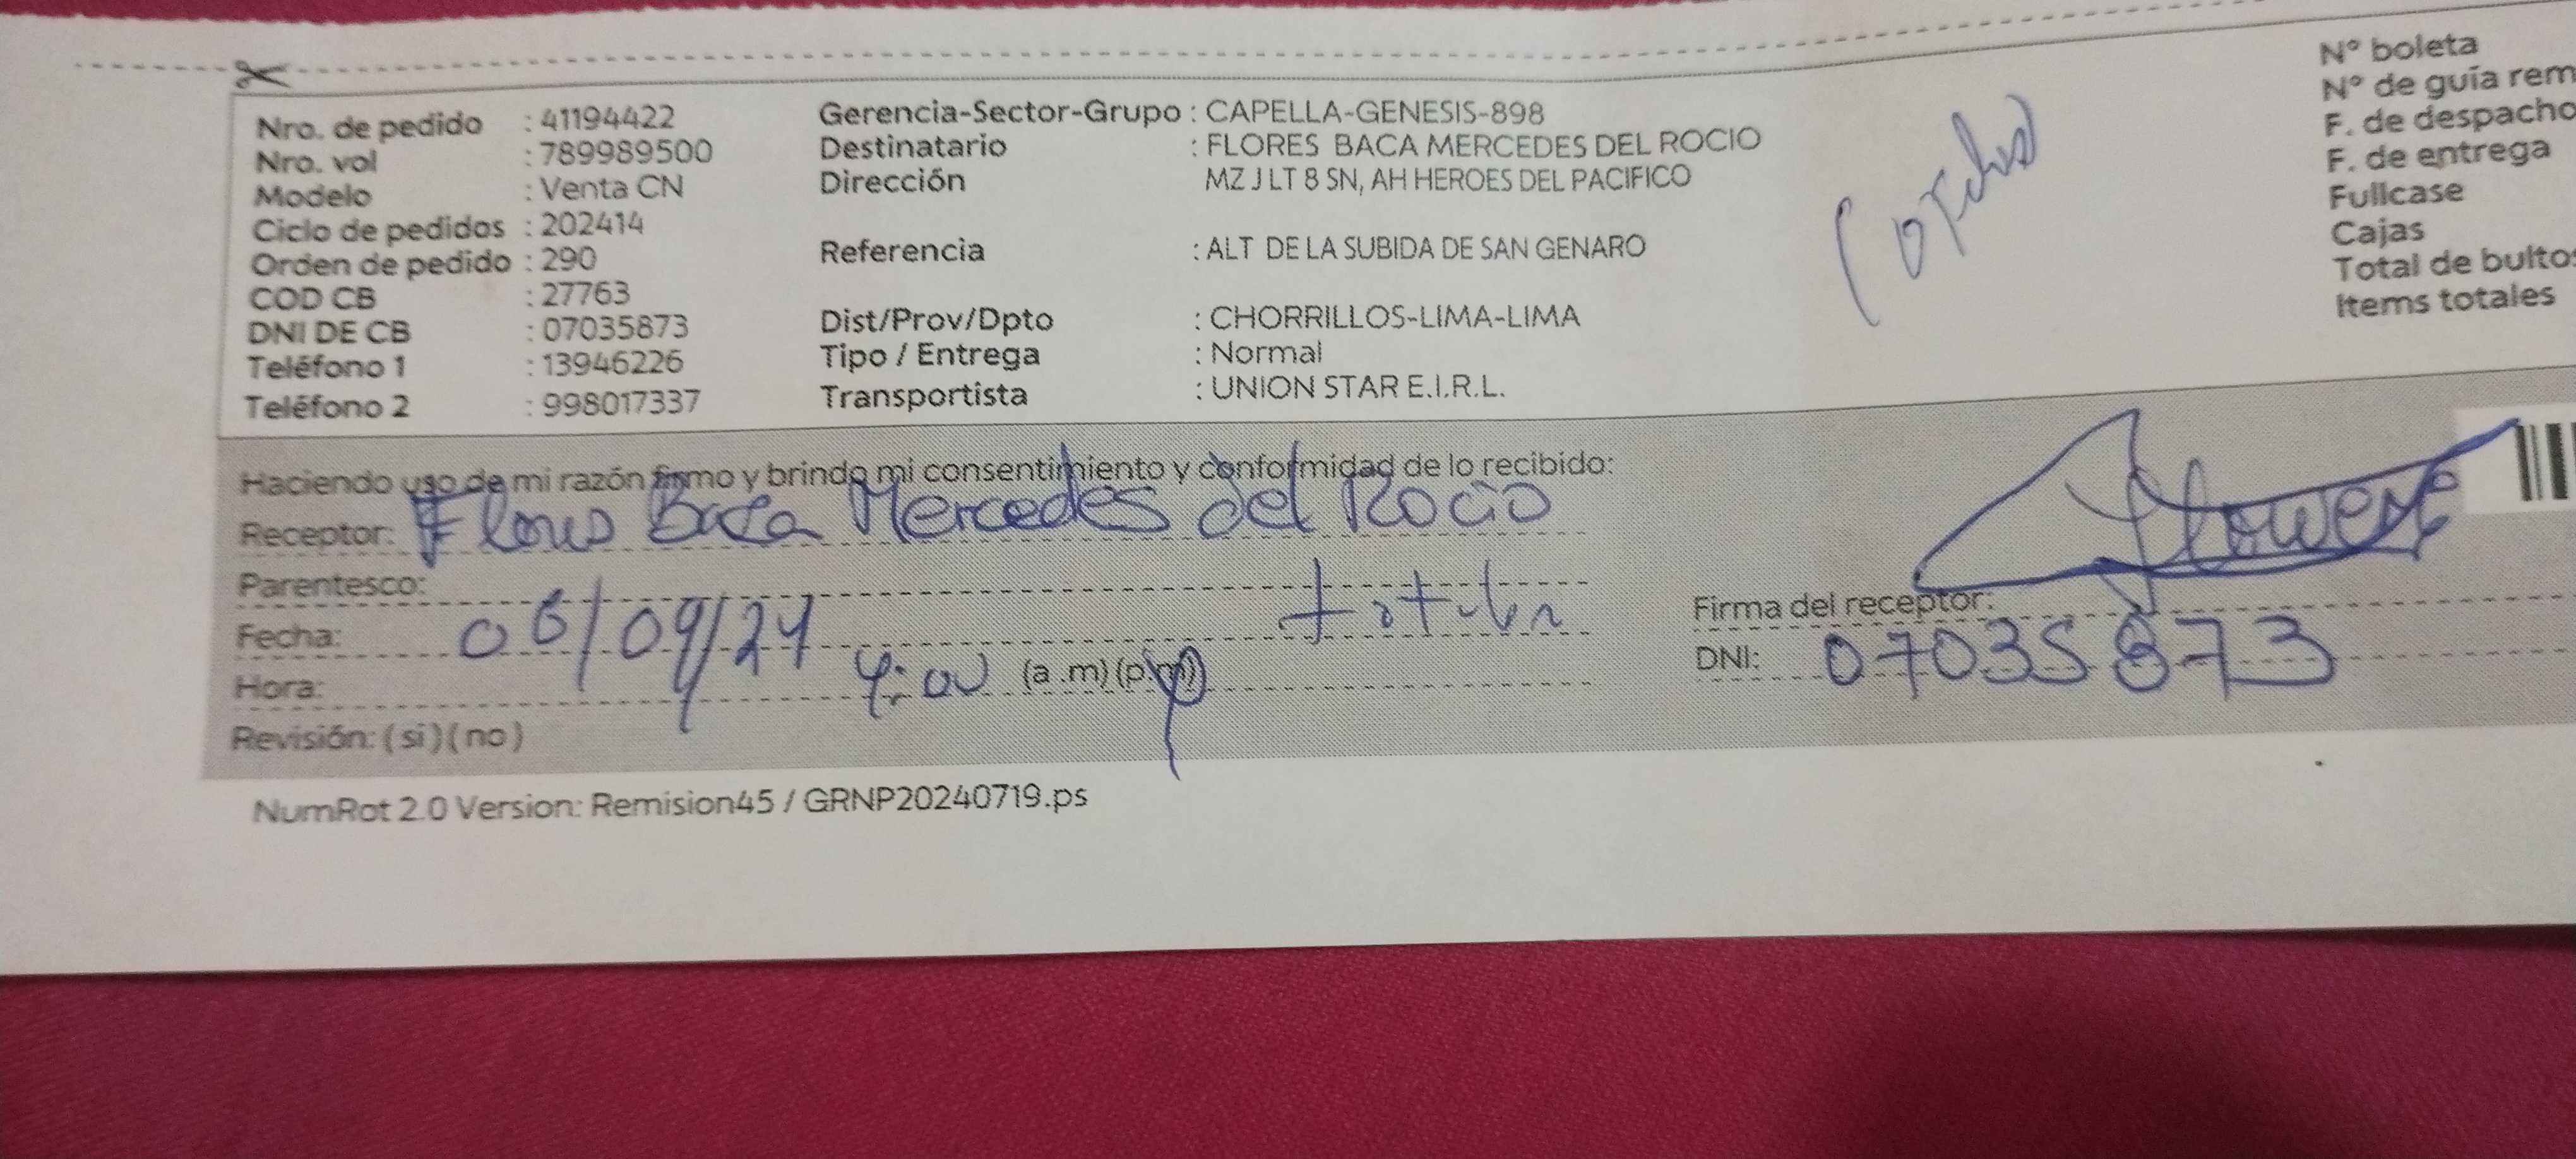 Nro. de pedido : 41194422
Nro. vol : 789989500
Modelo : Venta CN
Ciclo de pedidos : 202414
Orden de pedido : 290
COD CB : 27763
DNI DE CB : 07035873
Teléfono 1 : 13946226
Teléfono 2 : 998017337
Gerencia-Sector-Grupo : CAPELLA-GENESIS-898
Destinatario : FLORES BACA MERCEDES DEL ROCIO
Dirección MZ J LT 8 SN, AH HEROES DEL PACIFICO
Referencia : ALT DE LA SUBIDA DE SAN GENARO
Dist/Prov/Dpto : CHORRILLOS-LIMA-LIMA
Tipo / Entrega : Normal
Transportista : UNION STAR E.I.R.L.
N° boleta
N° de guía rem
F. de despacho
F. de entrega
Fullcase
Cajas
Total de bultos
Items totales
Haciendo uso de mi razón firmo y brindo mi consentimiento y conformidad de lo recibido:
Receptor: Flores Baca Mercedes del Rocio
Parentesco:
Fecha: 06/09/24
Hora: 4:00 (a .m) (p.m)
Revisión: ( si ) ( no )
Firma del receptor:
DNI: 07035873
NumRot 2.0 Version: Remision45 / GRNP20240719.ps